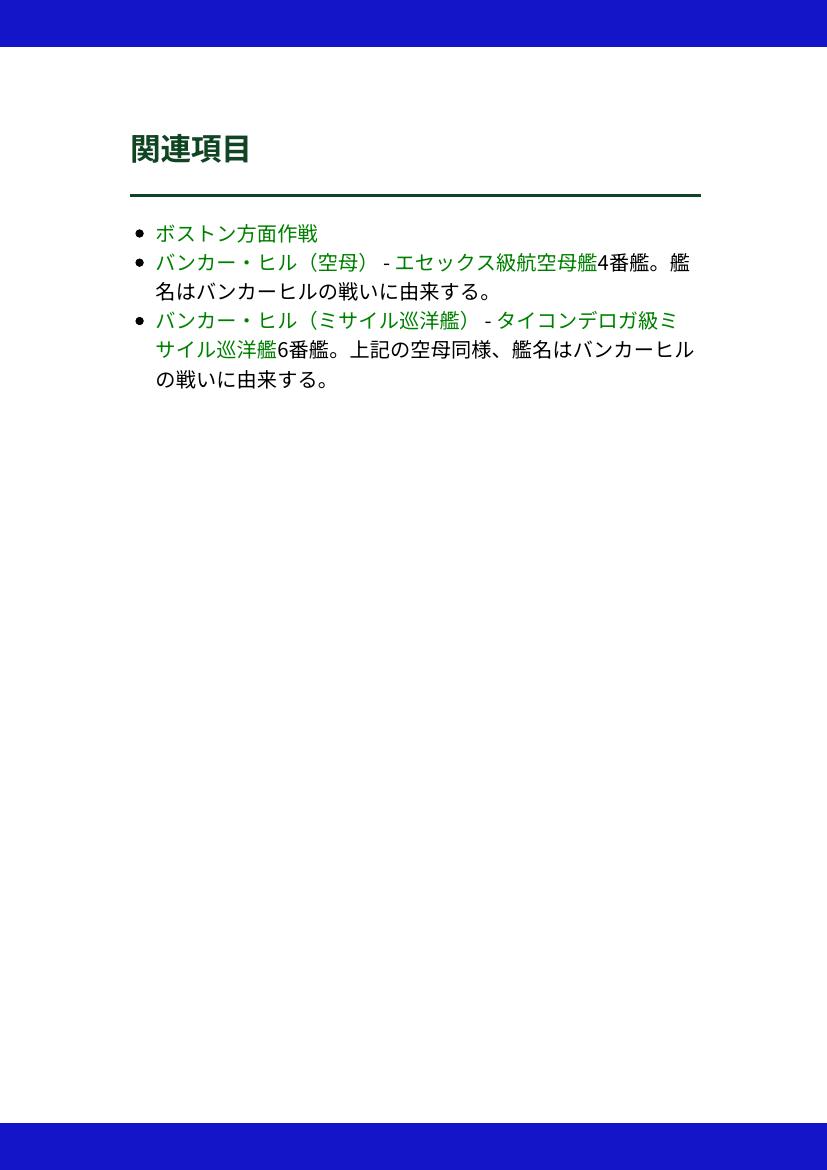 関連項目
ボストン方面作戦
バンカー・ヒル（空母） - エセックス級航空母艦4番艦。艦
名はバンカーヒルの戦いに由来する。
バンカー・ヒル（ミサイル巡洋艦） - タイコンデロガ級ミ
サイル巡洋艦6番艦。上記の空母同様、艦名はバンカーヒル
の戦いに由来する。